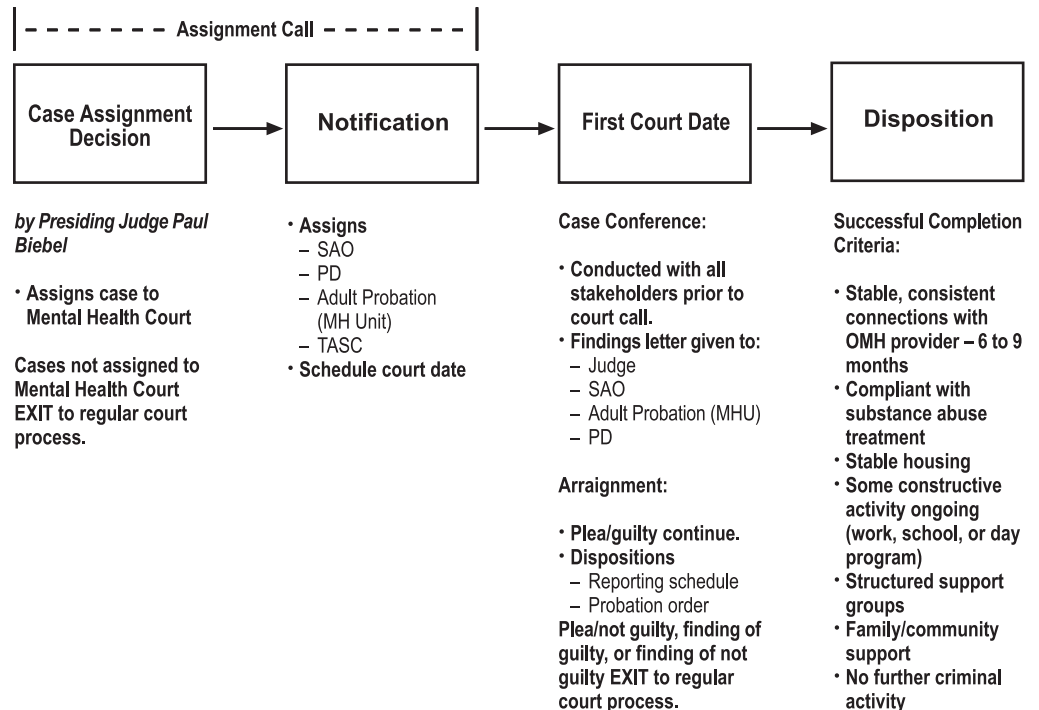 Assignment Call
Case Assignment
Decision
Notification
First Court Date
Disposition
by Presiding Judge Paul
Biebel
• Assigns case to
Mental Health Court
Cases not assigned to
Mental Health Court
EXIT to regular court
process.
• Assigns
– SAO
– PD
– Adult Probation
(MH Unit)
– TASC
• Schedule court date
Case Conference:
• Conducted with all
stakeholders prior to
court call.
• Findings letter given to:
– Judge
– SAO
– Adult Probation (MHU)
– PD
Arraignment:
• Plea/guilty continue.
• Dispositions
– Reporting schedule
– Probation order
Plea/not guilty, finding of
guilty, or finding of not
guilty EXIT to regular
court process.
Successful Completion
Criteria:
• Stable, consistent
connections with
OMH provider – 6 to 9
months
• Compliant with
substance abuse
treatment
• Stable housing
• Some constructive
activity ongoing
(work, school, or day
program)
• Structured support
groups
• Family/community
support
• No further criminal
activity